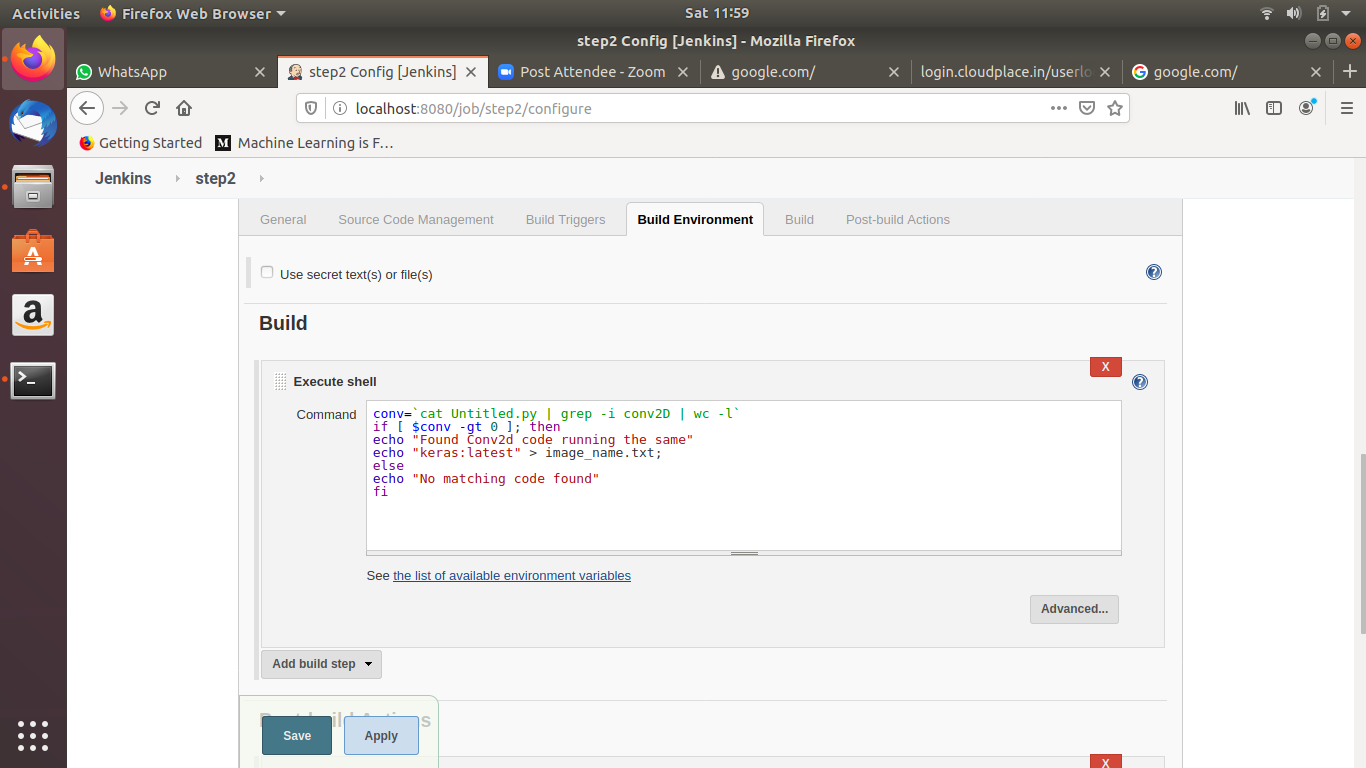 Activities Firefox Web Browser Sat 11:59
step2 Config [Jenkins] - Mozilla Firefox
WhatsApp step2 Config [Jenkins] Post Attendee - Zoom google.com/ login.cloudplace.in/userlo google.com/
localhost:8080/job/step2/configure
Getting Started M Machine Learning is F…
Jenkins step2
General Source Code Management Build Triggers Build Environment Build Post-build Actions
Use secret text(s) or file(s)
Build
X
Execute shell
Command
conv=`cat Untitled.py | grep -i conv2D | wc -l`
if [ $conv -gt 0 ]; then
echo "Found Conv2d code running the same"
echo "keras:latest" > image_name.txt;
else
echo "No matching code found"
fi
See the list of available environment variables
Advanced...
Add build step
Post-build Actions
Save Apply
X